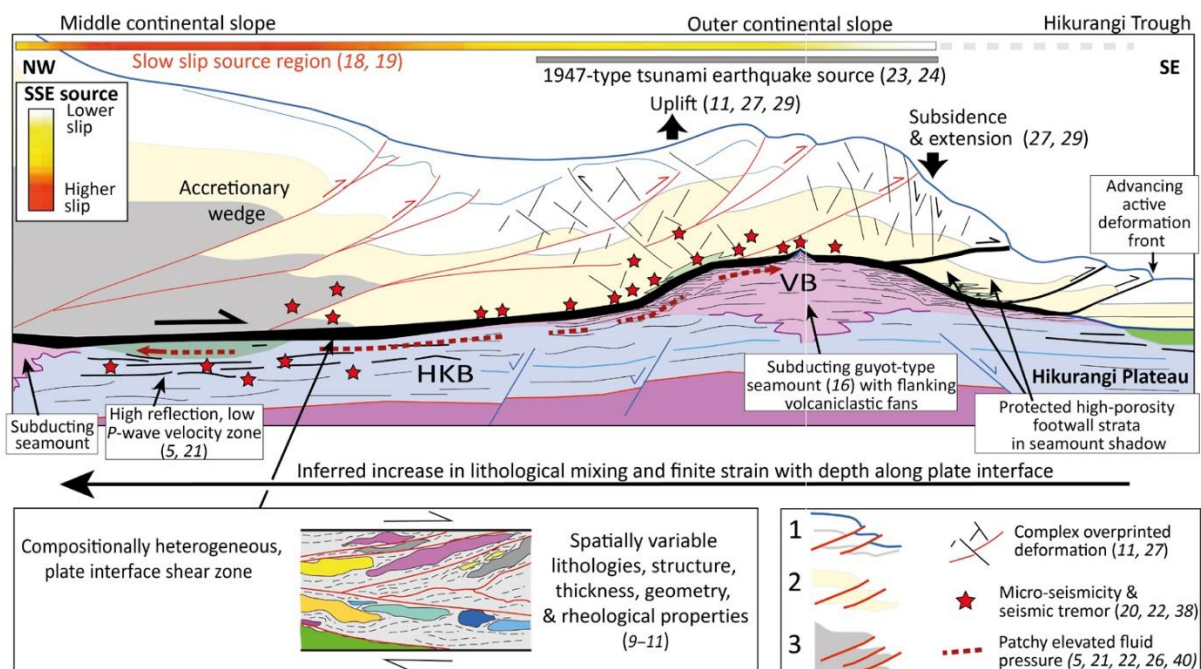 Middle continental slope
Outer continental slope
Hikurangi Trough
NW
Slow slip source region (18, 19)
SE
1947-type tsunami earthquake source (23, 24)
SSE source
Lower
slip
Higher
slip
Uplift (11, 27, 29)
Subsidence
& extension (27, 29)
Accretionary
wedge
Advancing
active
deformation
front
VB
HKB
Hikurangi Plateau
Subducting
seamount
High reflection, low
P-wave velocity zone
(5, 21)
Subducting guyot-type
seamount (16) with flanking
volcaniclastic fans
Protected high-porosity
footwall strata
in seamount shadow
Inferred increase in lithological mixing and finite strain with depth along plate interface
Compositionally heterogeneous,
plate interface shear zone
Spatially variable
lithologies, structure,
thickness, geometry,
& rheological properties
(9–11)
1
2
3
Complex overprinted
deformation (11, 27)
Micro-seismicity &
seismic tremor (20, 22, 38)
Patchy elevated fluid
pressure (5, 21, 22, 26, 40)